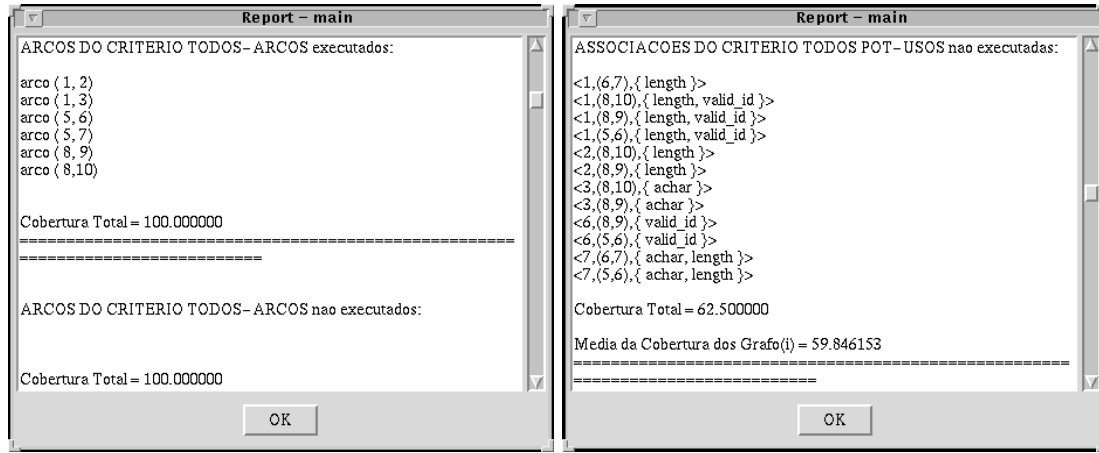 Report – main
ARCOS DO CRITERIO TODOS–ARCOS executados:
arco ( 1, 2)
arco ( 1, 3)
arco ( 5, 6)
arco ( 5, 7)
arco ( 8, 9)
arco ( 8,10)
Cobertura Total = 100.000000
=====================================================
==========================
ARCOS DO CRITERIO TODOS–ARCOS nao executados:
Cobertura Total = 100.000000
OK
Report – main
ASSOCIACOES DO CRITERIO TODOS POT–USOS nao executadas:
<1,(6,7),{ length }>
<1,(8,10),{ length, valid_id }>
<1,(8,9),{ length, valid_id }>
<1,(5,6),{ length, valid_id }>
<2,(8,10),{ length }>
<2,(8,9),{ length }>
<3,(8,10),{ achar }>
<3,(8,9),{ achar }>
<6,(8,9),{ valid_id }>
<6,(5,6),{ valid_id }>
<7,(6,7),{ achar, length }>
<7,(5,6),{ achar, length }>
Cobertura Total = 62.500000
Media da Cobertura dos Grafo(i) = 59.846153
=====================================================
==========================
OK